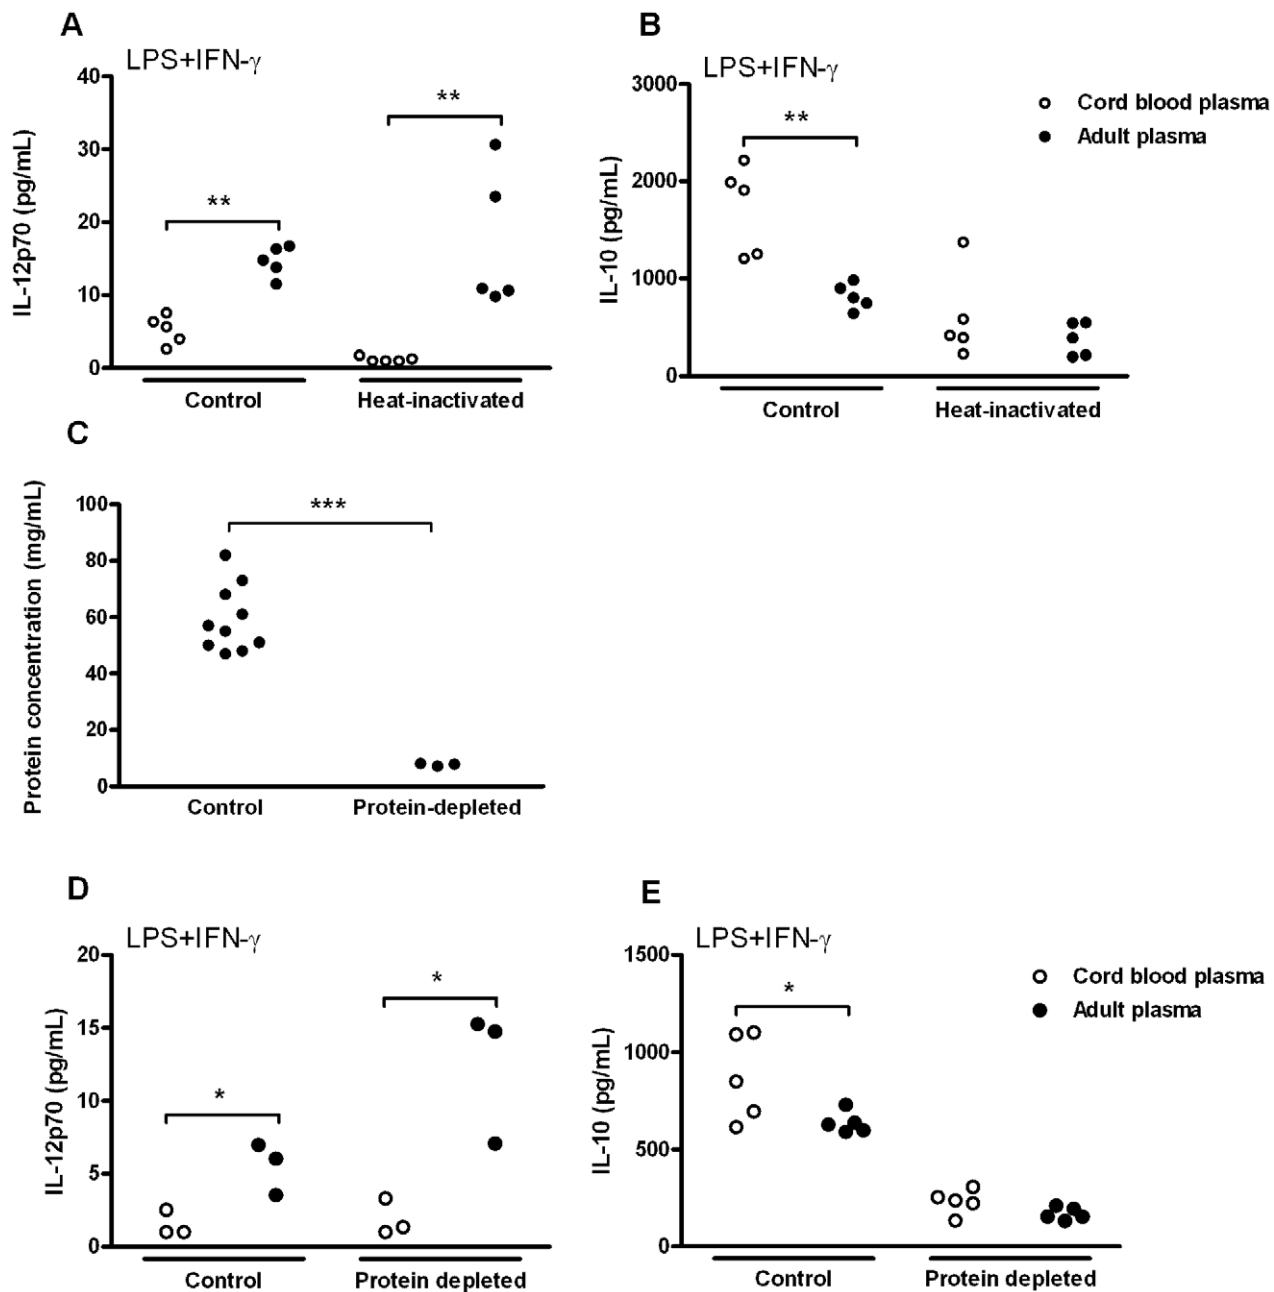 A
LPS+IFN-γ
IL-12p70 (pg/mL)
40
30
20
10
0
**
**
Control
Heat-inactivated
B
LPS+IFN-γ
IL-10 (pg/mL)
3000
2000
1000
0
**
Control
Heat-inactivated
Cord blood plasma
Adult plasma
C
Protein concentration (mg/mL)
100
80
60
40
20
0
***
Control
Protein-depleted
D
LPS+IFN-γ
IL-12p70 (pg/mL)
20
15
10
5
0
*
*
Control
Protein depleted
E
LPS+IFN-γ
IL-10 (pg/mL)
1500
1000
500
0
*
Control
Protein depleted
Cord blood plasma
Adult plasma